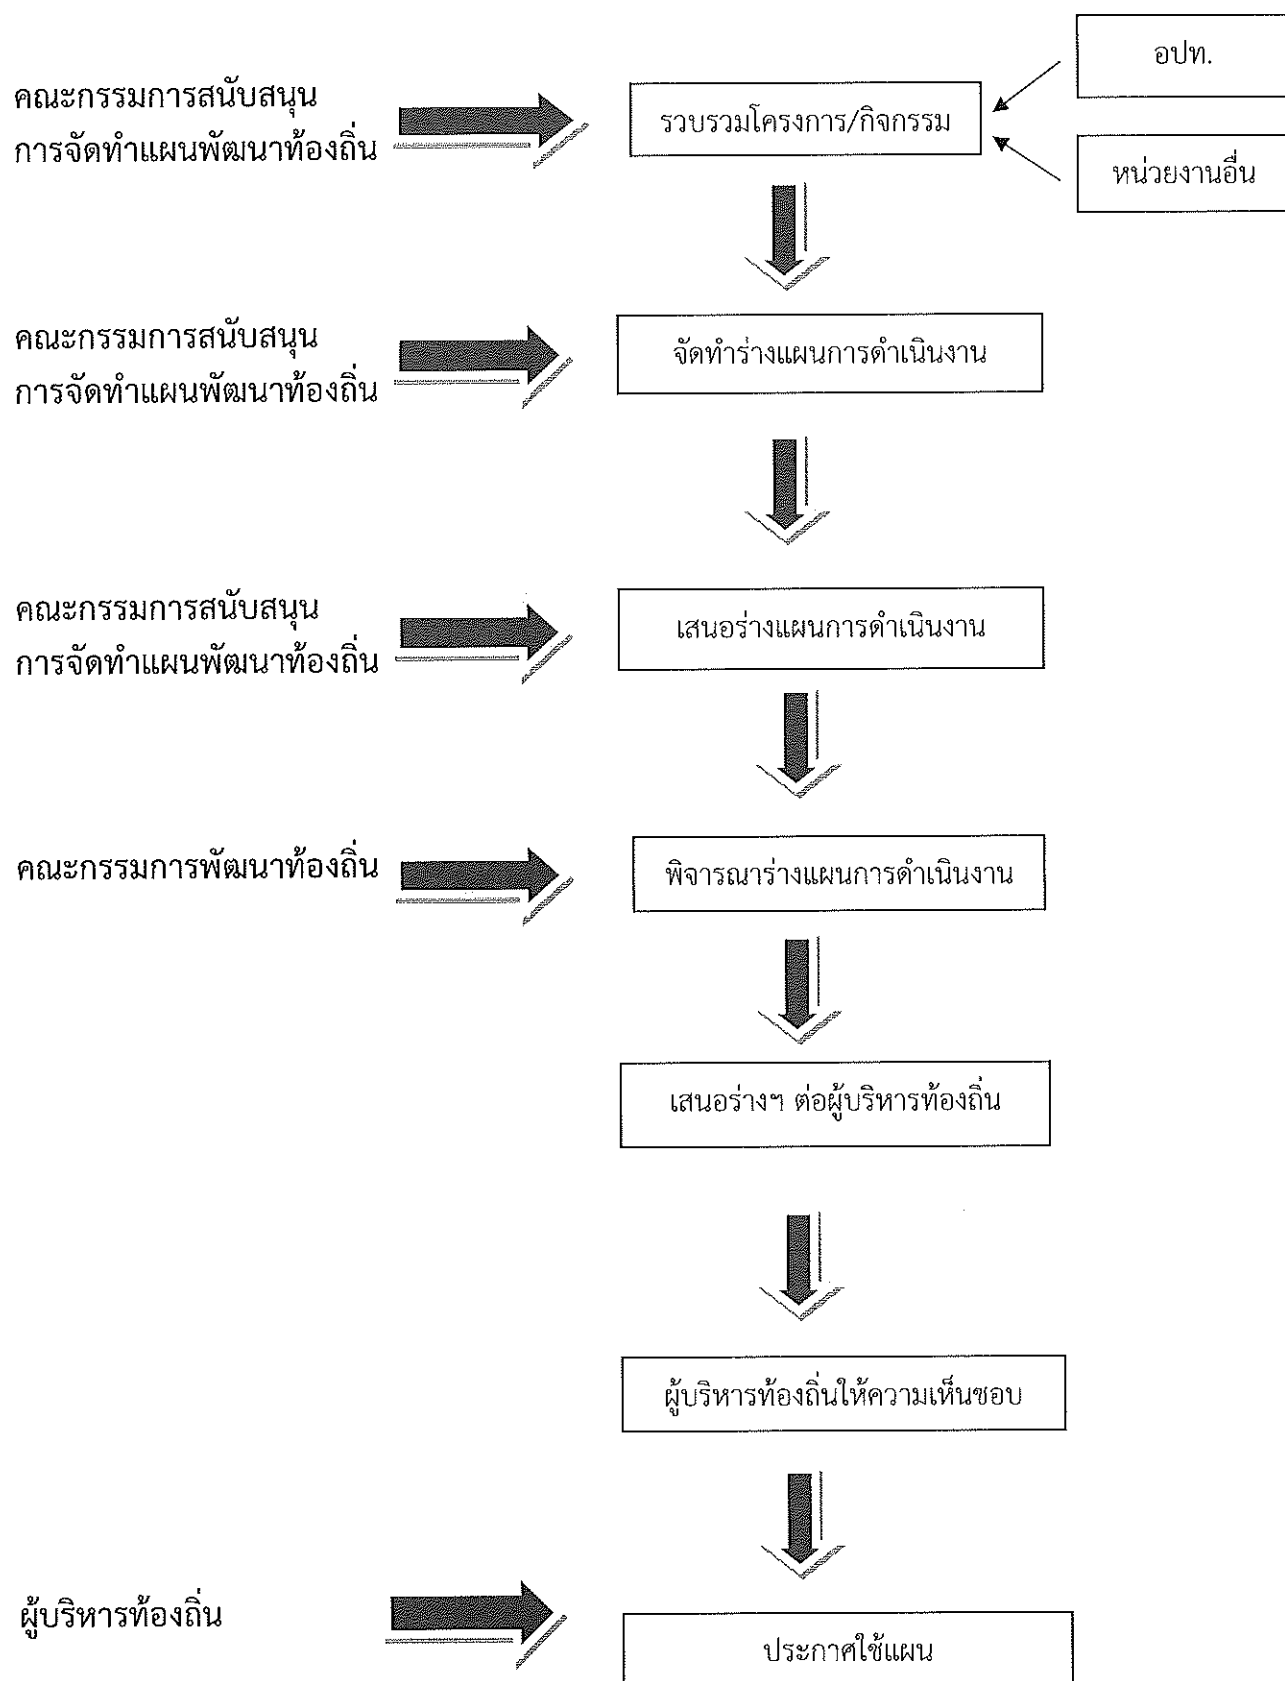 อปท.
คณะกรรมการสนับสนุน
การจัดทำแผนพัฒนาท้องถิ่น
รวบรวมโครงการ/กิจกรรม
หน่วยงานอื่น
คณะกรรมการสนับสนุน
การจัดทำแผนพัฒนาท้องถิ่น
จัดทำร่างแผนการดำเนินงาน
คณะกรรมการสนับสนุน
การจัดทำแผนพัฒนาท้องถิ่น
เสนอร่างแผนการดำเนินงาน
คณะกรรมการพัฒนาท้องถิ่น
พิจารณาร่างแผนการดำเนินงาน
เสนอร่างฯ ต่อผู้บริหารท้องถิ่น
ผู้บริหารท้องถิ่นให้ความเห็นชอบ
ผู้บริหารท้องถิ่น
ประกาศใช้แผน